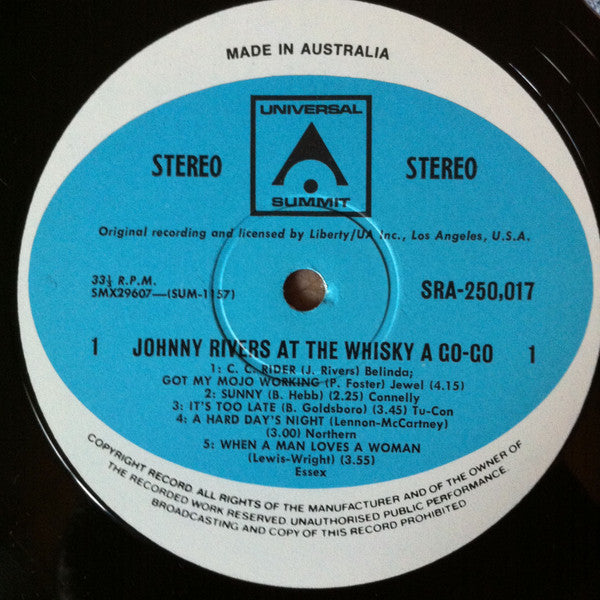 MADE IN AUSTRALIA
UNIVERSAL
SUMMIT
STEREO STEREO
Original recording and licensed by Liberty/UA Inc., Los Angeles, U.S.A.
33⅓ R.P.M.
SMX29607—(SUM-1157) SRA-250,017
1 JOHNNY RIVERS AT THE WHISKY A GO-GO 1
1: C. C. RIDER (J. Rivers) Belinda;
GOT MY MOJO WORKING (P. Foster) Jewel (4.15)
2: SUNNY (B. Hebb) (2.25) Connelly
3: IT'S TOO LATE (B. Goldsboro) (3.45) Tu-Con
4: A HARD DAY'S NIGHT (Lennon-McCartney)
(3.00) Northern
5: WHEN A MAN LOVES A WOMAN
(Lewis-Wright) (3.55)
Essex
COPYRIGHT RECORD. ALL RIGHTS OF THE MANUFACTURER AND OF THE OWNER OF
THE RECORDED WORK RESERVED UNAUTHORISED PUBLIC PERFORMANCE.
BROADCASTING AND COPY OF THIS RECORD PROHIBITED